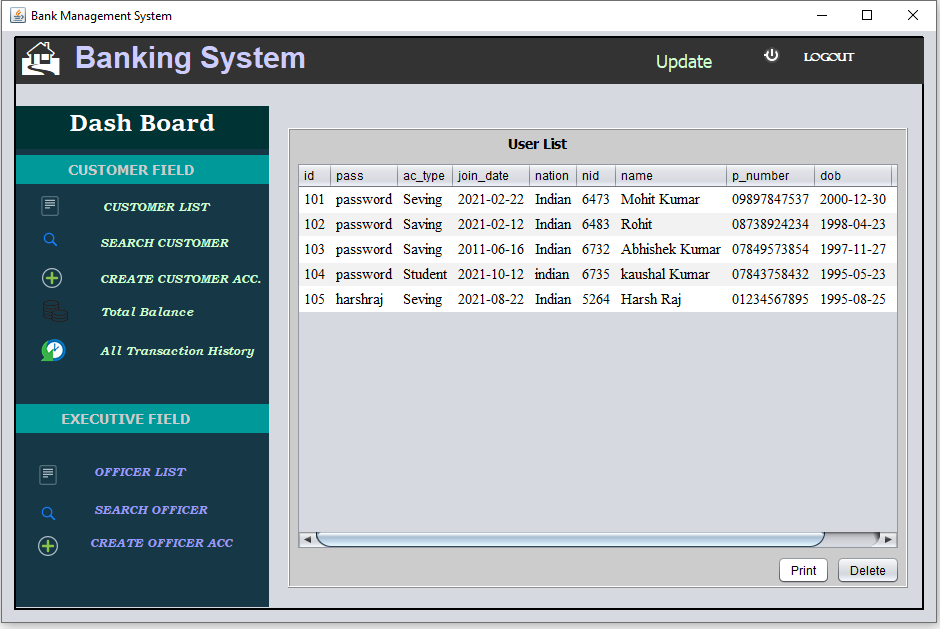 Bank Management System
Banking System
Update
LOGOUT
Dash Board
CUSTOMER FIELD
CUSTOMER LIST
SEARCH CUSTOMER
CREATE CUSTOMER ACC.
Total Balance
All Transaction History
EXECUTIVE FIELD
OFFICER LIST
SEARCH OFFICER
CREATE OFFICER ACC
User List
id pass ac_type join_date nation nid name p_number dob
101 password Seving 2021-02-22 Indian 6473 Mohit Kumar 09897847537 2000-12-30
102 password Seving 2021-02-12 Indian 6483 Rohit 08738924234 1998-04-23
103 password Seving 2011-06-16 Indian 6732 Abhishek Kumar 07849573854 1997-11-27
104 password Student 2021-10-12 indian 6735 kaushal Kumar 07843758432 1995-05-23
105 harshraj Seving 2021-08-22 Indian 5264 Harsh Raj 01234567895 1995-08-25
Print Delete